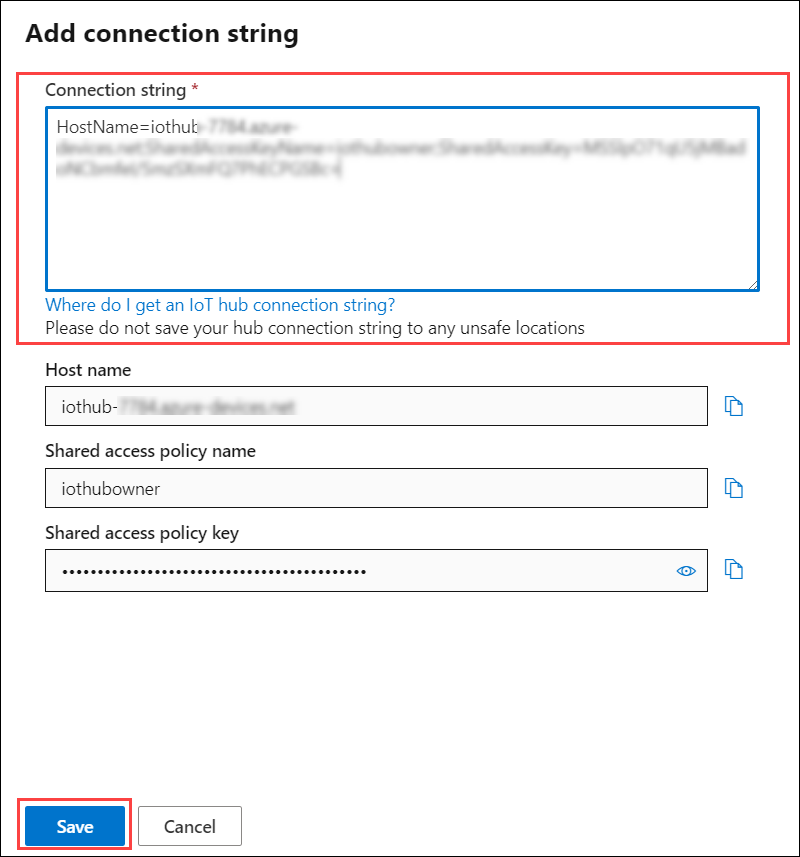 Add connection string
Connection string *
HostName=iothub
Where do I get an IoT hub connection string?
Please do not save your hub connection string to any unsafe locations
Host name
iothub-
Shared access policy name
iothubowner
Shared access policy key
••••••••••••••••••••••••••••••••••••••••••••
Save
Cancel